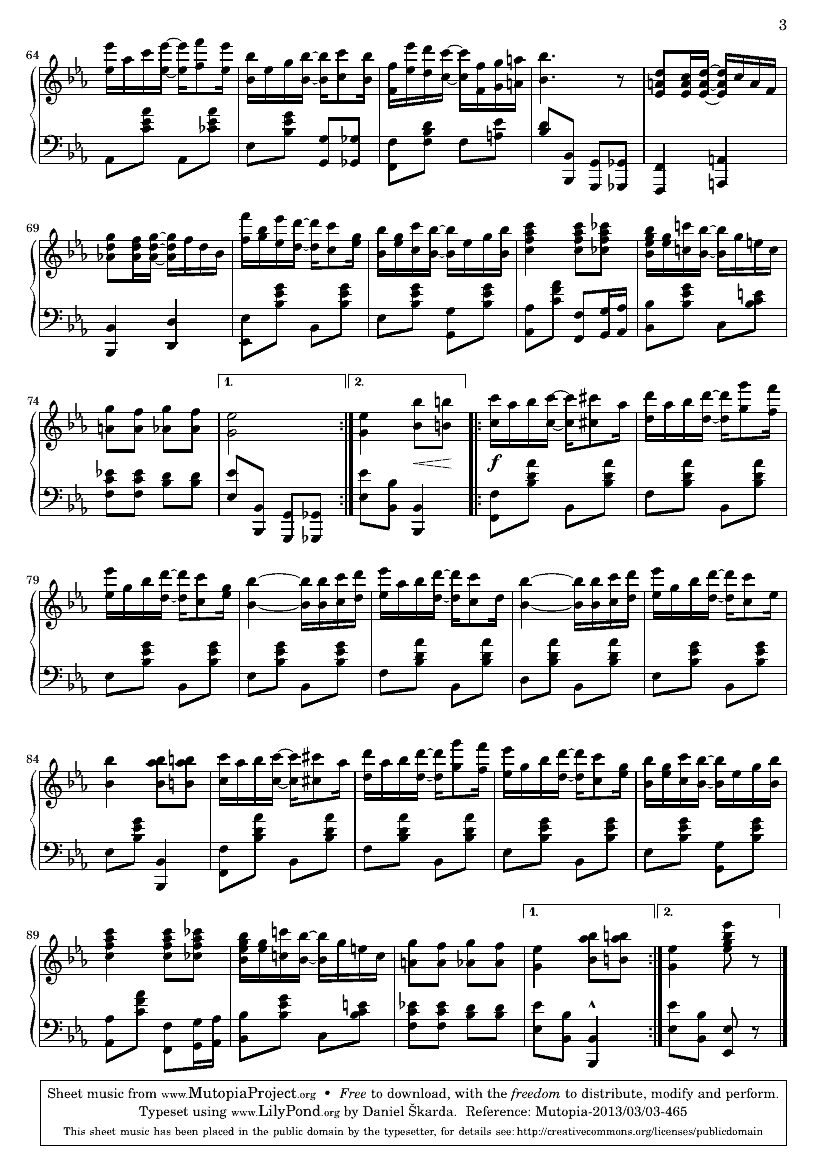 3
64
69
74
1.
2.
f
79
84
89
1.
2.
Sheet music from www.MutopiaProject.org • Free to download, with the freedom to distribute, modify and perform.
Typeset using www.LilyPond.org by Daniel Škarda. Reference: Mutopia-2013/03/03-465
This sheet music has been placed in the public domain by the typesetter, for details see: http://creativecommons.org/licenses/publicdomain